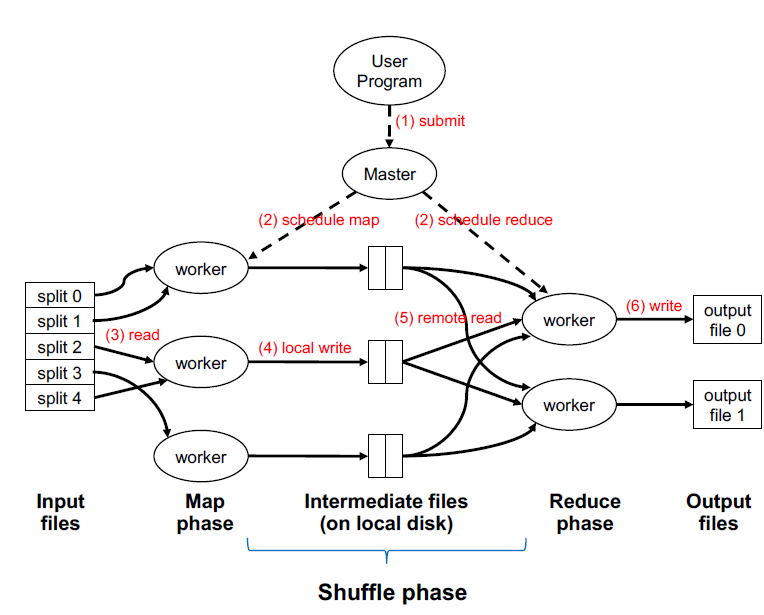 User
Program
(1) submit
Master
(2) schedule map
(2) schedule reduce
worker
split 0
split 1
split 2
split 3
split 4
(3) read
worker
(4) local write
(5) remote read
worker
(6) write
output
file 0
worker
output
file 1
worker
Input
files
Map
phase
Intermediate files
(on local disk)
Reduce
phase
Output
files
Shuffle phase